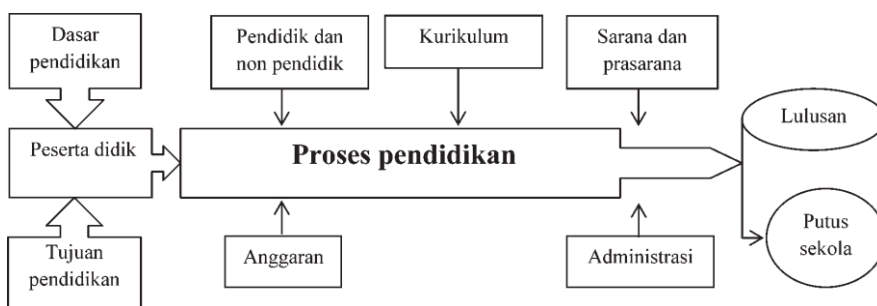 Dasar
pendidikan
Pendidik dan
non pendidik
Kurikulum
Sarana dan
prasarana
Peserta didik
Proses pendidikan
Lulusan
Tujuan
pendidikan
Anggaran
Administrasi
Putus
sekola